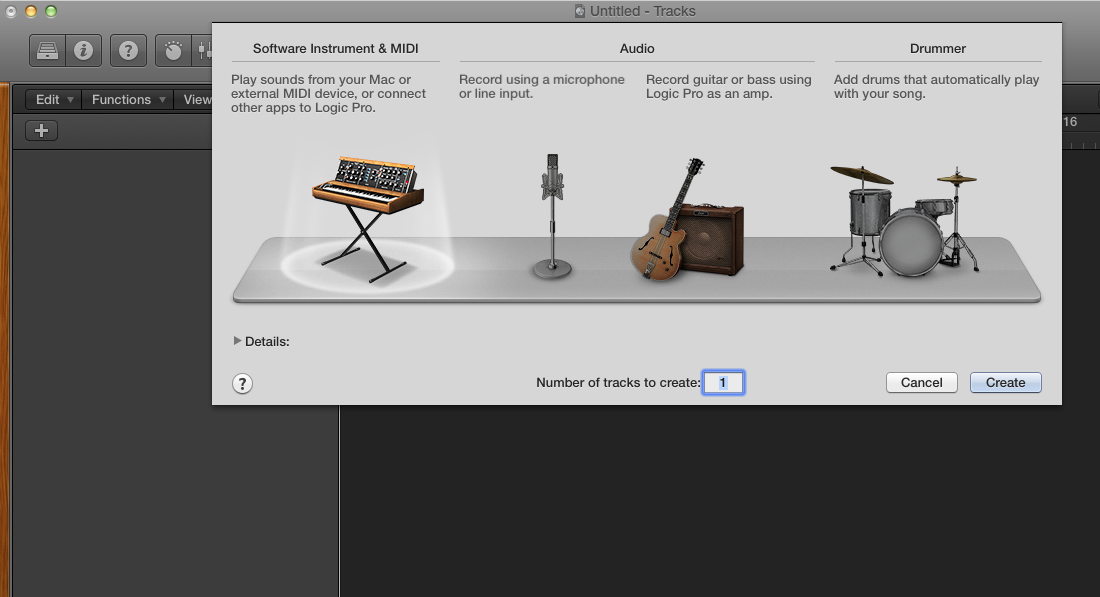 Untitled - Tracks
Software Instrument & MIDI
Audio
Drummer
Play sounds from your Mac or
external MIDI device, or connect
other apps to Logic Pro.
Record using a microphone
or line input.
Record guitar or bass using
Logic Pro as an amp.
Add drums that automatically play
with your song.
Edit
Functions
View
16
Details:
?
Number of tracks to create: 1
Cancel
Create